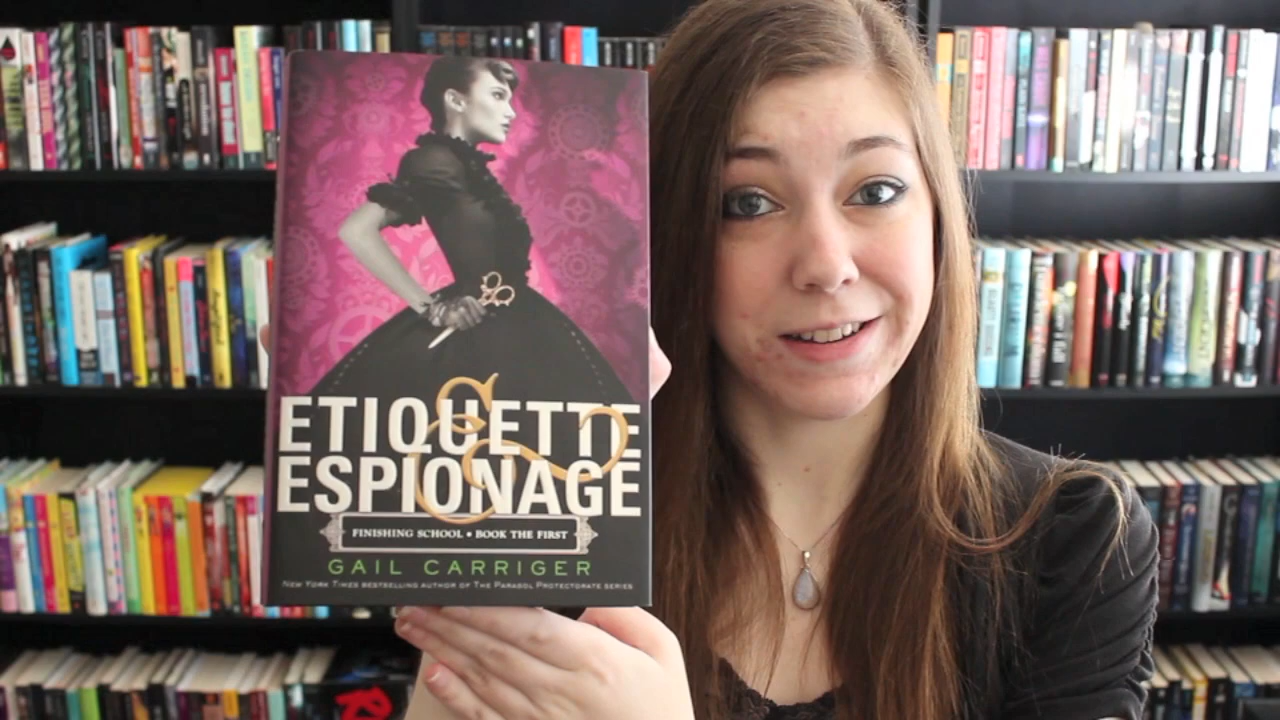 ETIQUETTE
&
ESPIONAGE
FINISHING SCHOOL • BOOK THE FIRST
GAIL CARRIGER
NEW YORK TIMES BESTSELLING AUTHOR OF THE PARASOL PROTECTORATE SERIES